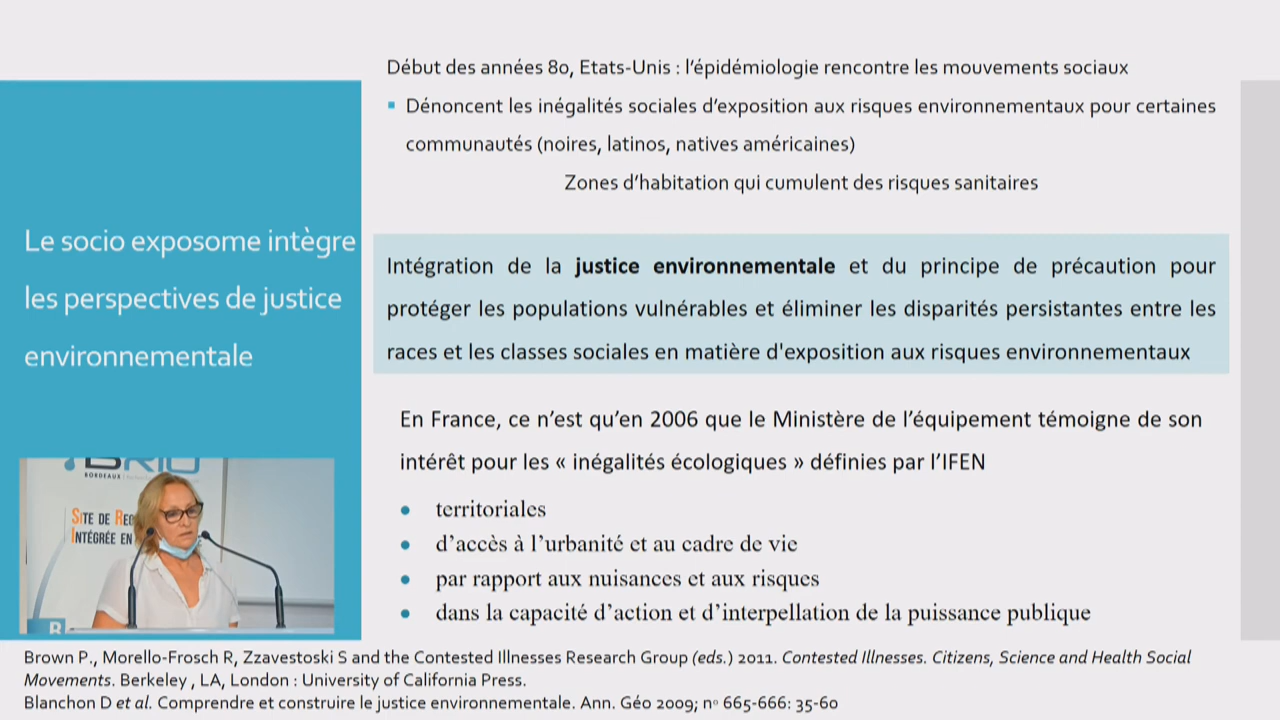 Début des années 80, Etats-Unis : l'épidémiologie rencontre les mouvements sociaux
Dénoncent les inégalités sociales d'exposition aux risques environnementaux pour certaines
communautés (noires, latinos, natives américaines)
Zones d'habitation qui cumulent des risques sanitaires
Le socio exposome intègre
les perspectives de justice
environnementale
Intégration de la justice environnementale et du principe de précaution pour
protéger les populations vulnérables et éliminer les disparités persistantes entre les
races et les classes sociales en matière d'exposition aux risques environnementaux
En France, ce n'est qu'en 2006 que le Ministère de l'équipement témoigne de son
intérêt pour les « inégalités écologiques » définies par l'IFEN
• territoriales
• d'accès à l'urbanité et au cadre de vie
• par rapport aux nuisances et aux risques
• dans la capacité d'action et d'interpellation de la puissance publique
BRIO
BORDEAUX
SITE DE REC
INTÉGRÉE EN
B
Brown P., Morello-Frosch R, Zzavestoski S and the Contested Illnesses Research Group (eds.) 2011. Contested Illnesses. Citizens, Science and Health Social
Movements. Berkeley , LA, London : University of California Press.
Blanchon D et al. Comprendre et construire le justice environnementale. Ann. Géo 2009; n° 665-666: 35-60